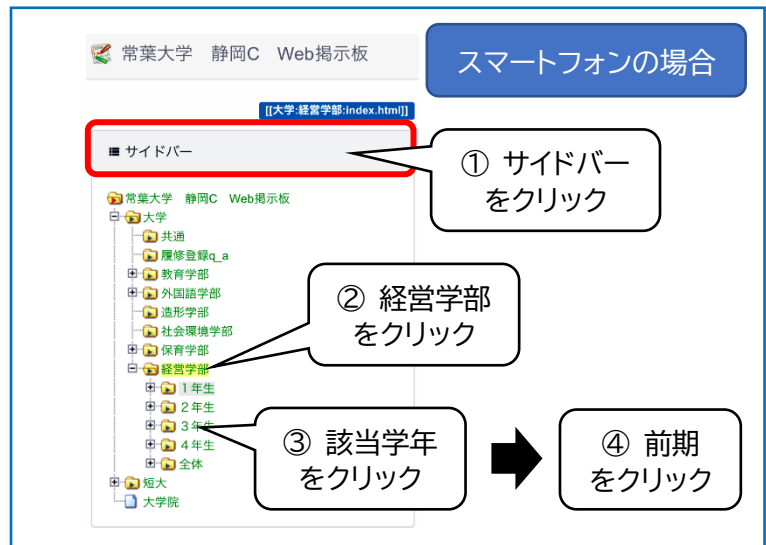 常葉大学 静岡C Web掲示板
スマートフォンの場合
[[大学:経営学部:index.html]]
サイドバー
① サイドバー
をクリック
常葉大学 静岡C Web掲示板
大学
共通
履修登録q_a
教育学部
外国語学部
造形学部
社会環境学部
保育学部
経営学部
② 経営学部
をクリック
1年生
2年生
3年生
4年生
全体
③ 該当学年
をクリック
④ 前期
をクリック
短大
大学院